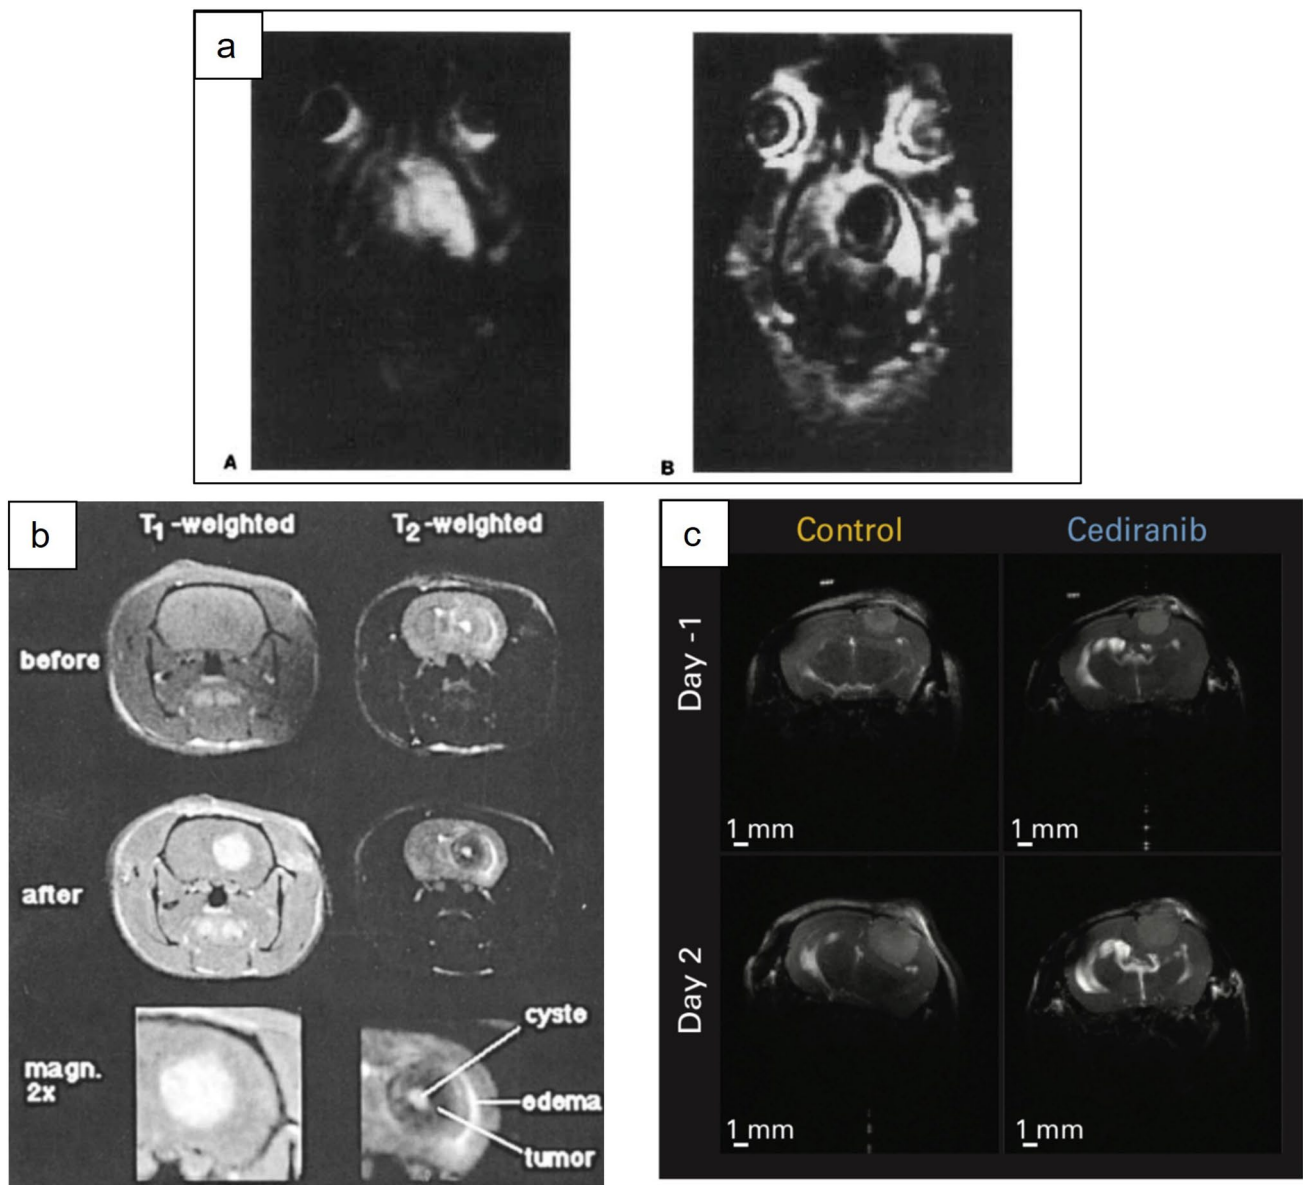 a
A
B
b
T1-weighted
T2-weighted
before
after
magn.
2x
cyste
edema
tumor
c
Control
Cediranib
Day -1
1 mm
1 mm
Day 2
1 mm
1 mm